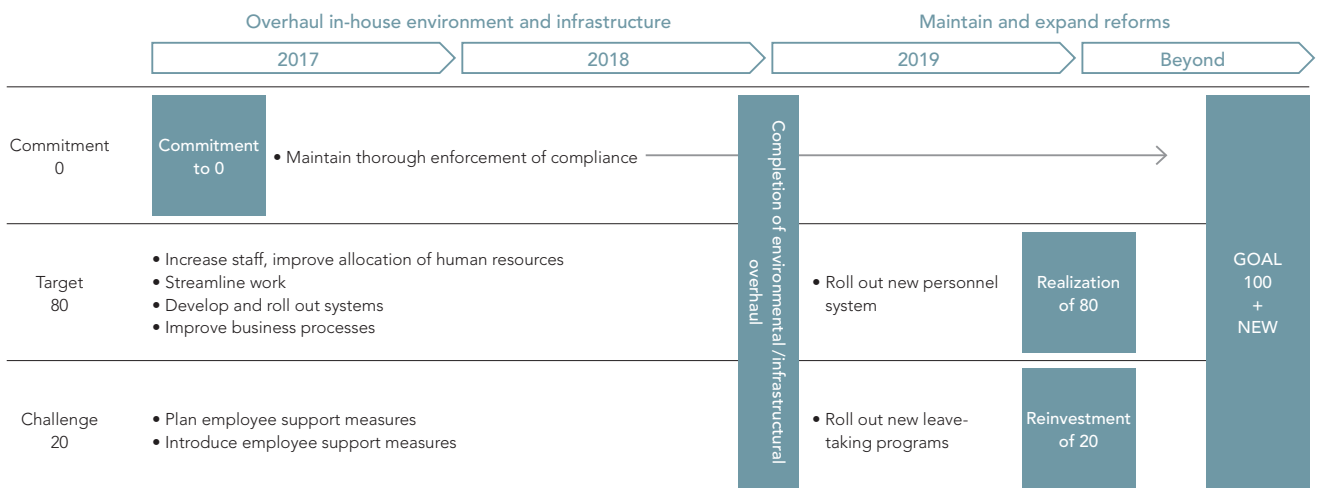 Overhaul in-house environment and infrastructure
Maintain and expand reforms
2017
2018
2019
Beyond
Commitment
0
Commitment
to 0
• Maintain thorough enforcement of compliance
Target
80
• Increase staff, improve allocation of human resources
• Streamline work
• Develop and roll out systems
• Improve business processes
Challenge
20
• Plan employee support measures
• Introduce employee support measures
Completion of environmental /infrastructural
overhaul
• Roll out new personnel
system
Realization
of 80
• Roll out new leave-
taking programs
Reinvestment
of 20
GOAL
100
+
NEW